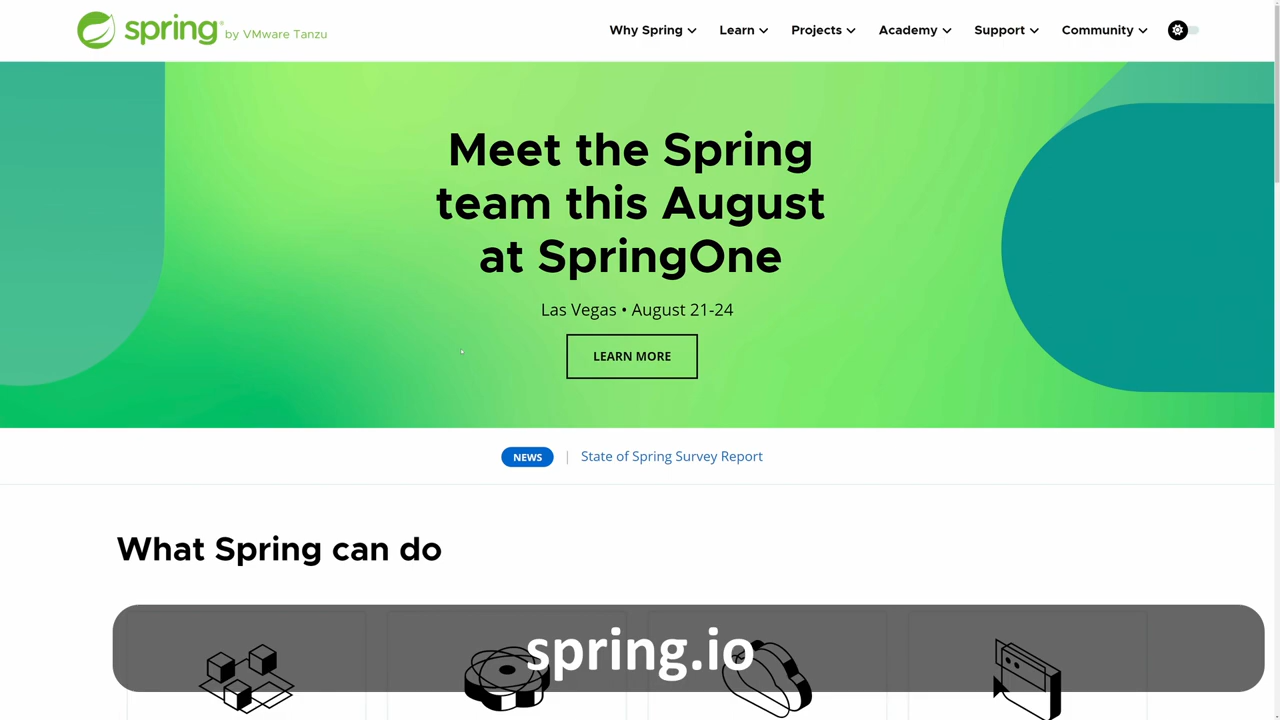 spring by VMware Tanzu
Why Spring
Learn
Projects
Academy
Support
Community
Meet the Spring
team this August
at SpringOne
Las Vegas • August 21-24
LEARN MORE
NEWS | State of Spring Survey Report
What Spring can do
spring.io